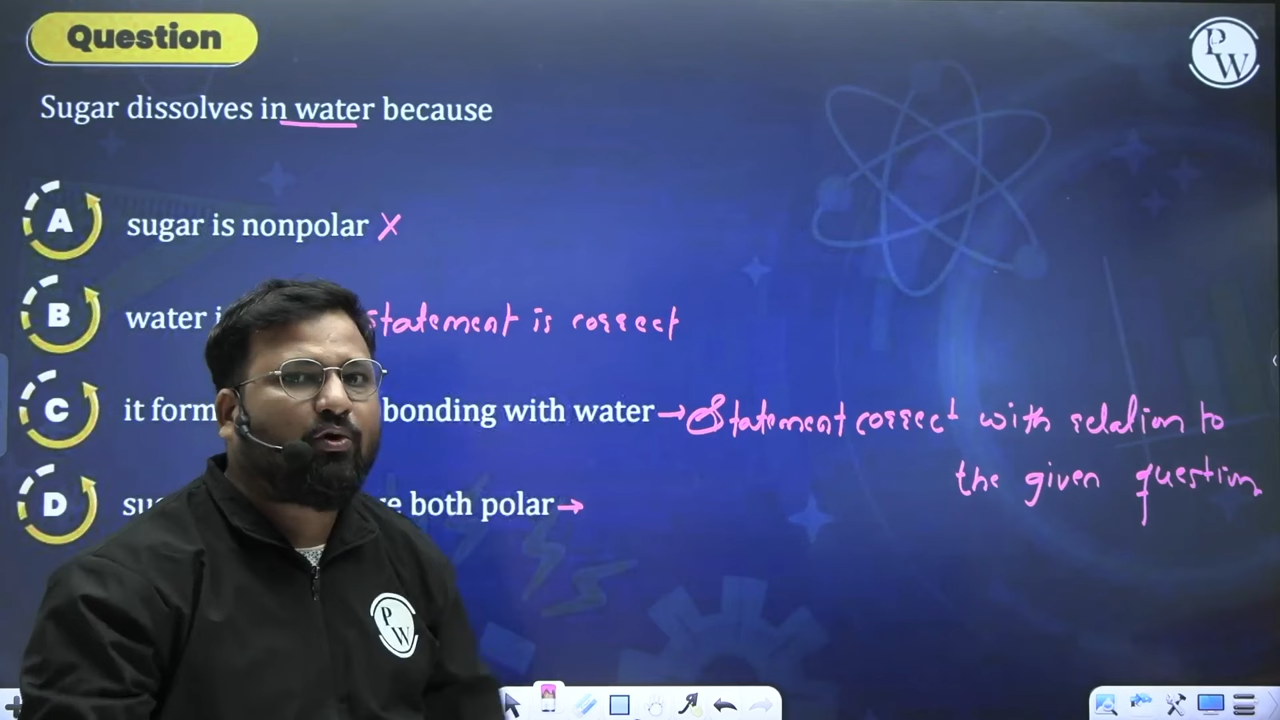 Question
P
W
Sugar dissolves in water because
A sugar is nonpolar X
B water i statement is correct
C it form bonding with water → Statement correct with relation to
the given question
D su e both polar →
P
W